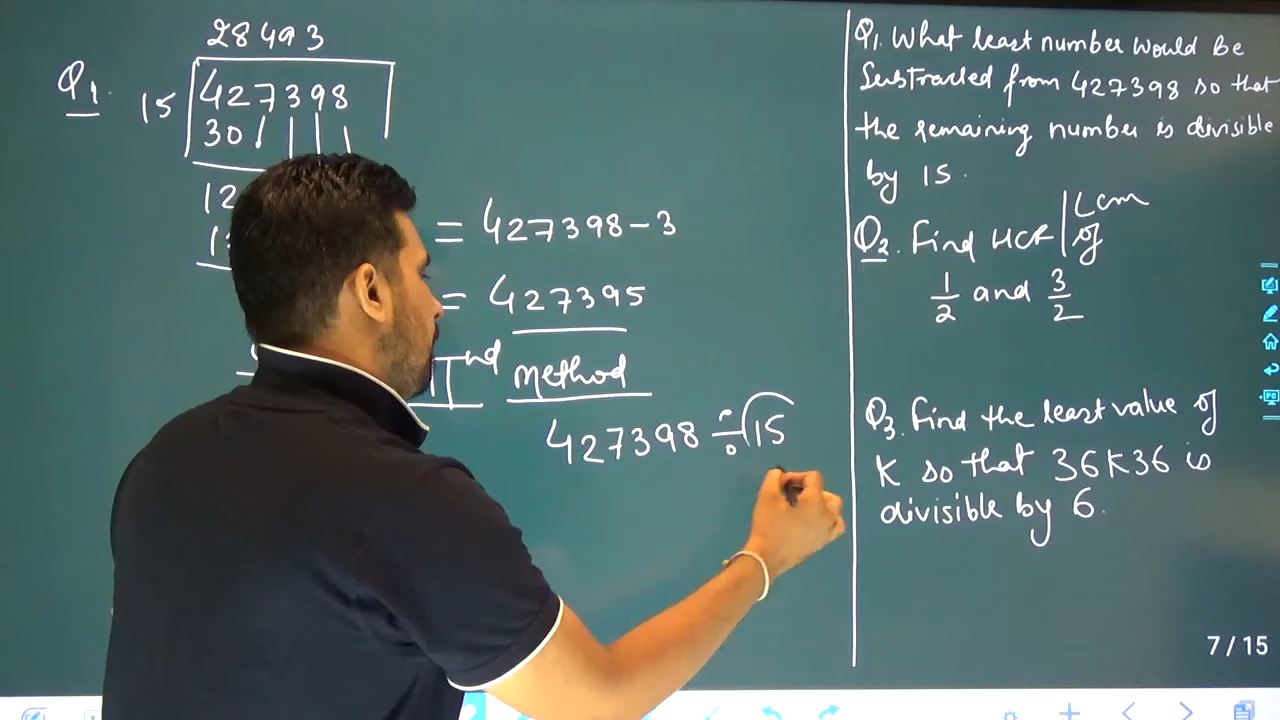 28493
Q1 15 427398
30
12
= 427398-3
= 427395
IInd Method
427398 ÷ 15
Q1. What least number would be
Substracted from 427398 so that
the remaining number is divisible
by 15.
Q2. Find HCF | Lcm of
1/2 and 3/2
Q3. Find the least value of
K so that 36K36 is
divisible by 6.
7/15